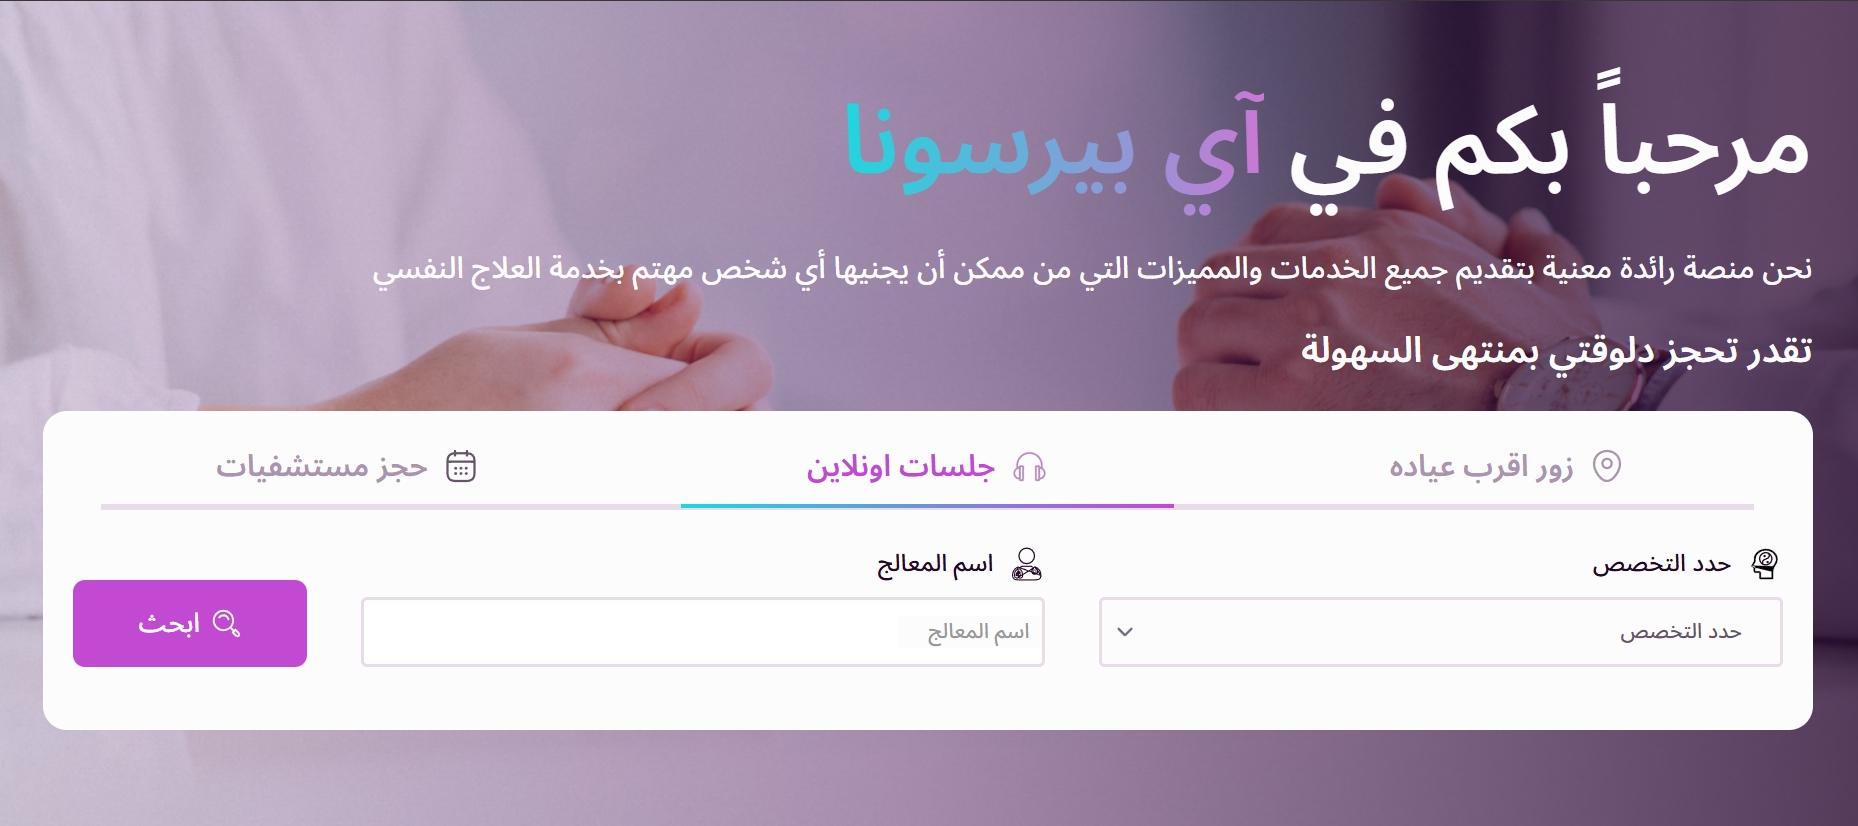 مرحباً بكم في آي بيرسونا
نحن منصة رائدة معنية بتقديم جميع الخدمات والمميزات التي من ممكن أن يجنيها أي شخص مهتم بخدمة العلاج النفسي
تقدر تحجز دلوقتي بمنتهى السهولة
زور اقرب عياده
جلسات اونلاين
حجز مستشفيات
حدد التخصص
اسم المعالج
حدد التخصص
اسم المعالج
ابحث